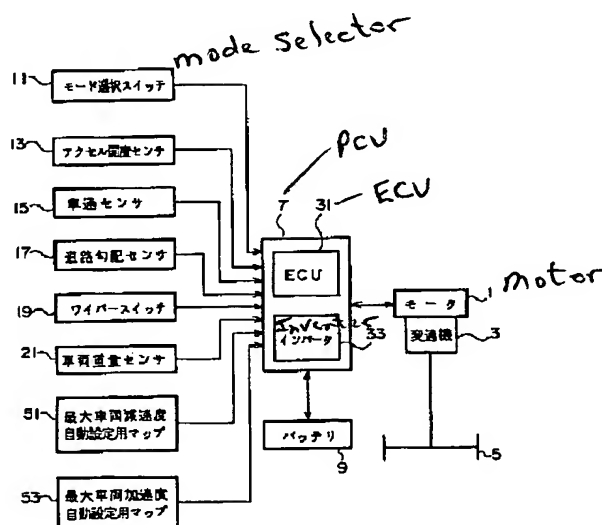 mode selector
11
モード選択スイッチ
13
アクセル開度センサ
PCU
15
車速センサ
7
31
ECU
17
道路勾配センサ
ECU
19
ワイパースイッチ
モータ
1
motor
Inverter
インバータ
33
変速機
3
21
車両重量センサ
51
最大車両減速度
自動設定用マップ
バッテリ
9
5
53
最大車両加速度
自動設定用マップ